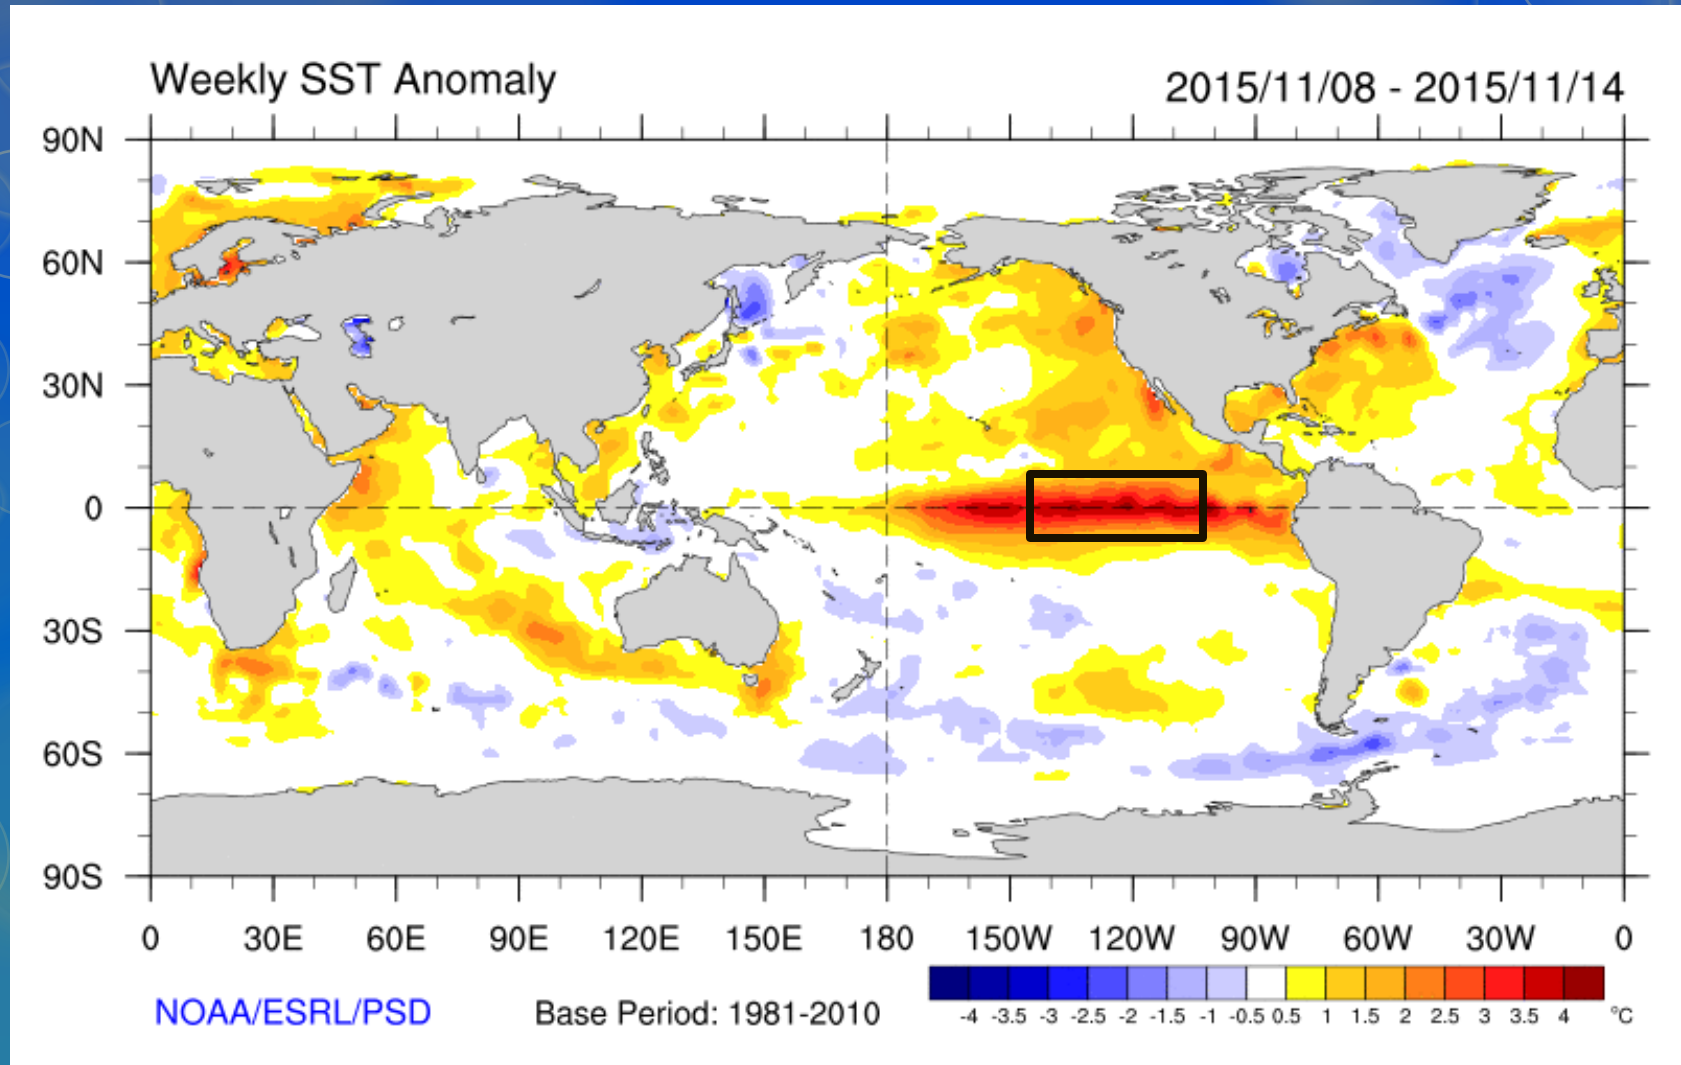 Weekly SST Anomaly
2015/11/08 - 2015/11/14
90N
60N
30N
0
30S
60S
90S
0 30E 60E 90E 120E 150E 180 150W 120W 90W 60W 30W 0
-4 -3.5 -3 -2.5 -2 -1.5 -1 -0.5 0.5 1 1.5 2 2.5 3 3.5 4 °C
NOAA/ESRL/PSD
Base Period: 1981-2010